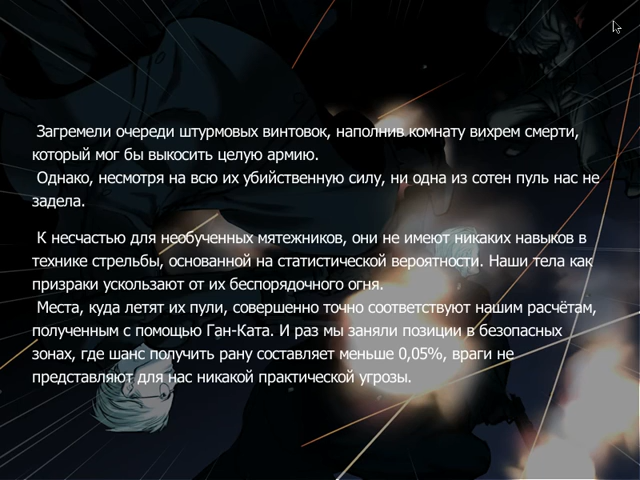 Загремели очереди штурмовых винтовок, наполнив комнату вихрем смерти,
который мог бы выкосить целую армию.
Однако, несмотря на всю их убийственную силу, ни одна из сотен пуль нас не
задела.
К несчастью для необученных мятежников, они не имеют никаких навыков в
технике стрельбы, основанной на статистической вероятности. Наши тела как
призраки ускользают от их беспорядочного огня.
Места, куда летят их пули, совершенно точно соответствуют нашим расчётам,
полученным с помощью Ган-Ката. И раз мы заняли позиции в безопасных
зонах, где шанс получить рану составляет меньше 0,05%, враги не
представляют для нас никакой практической угрозы.